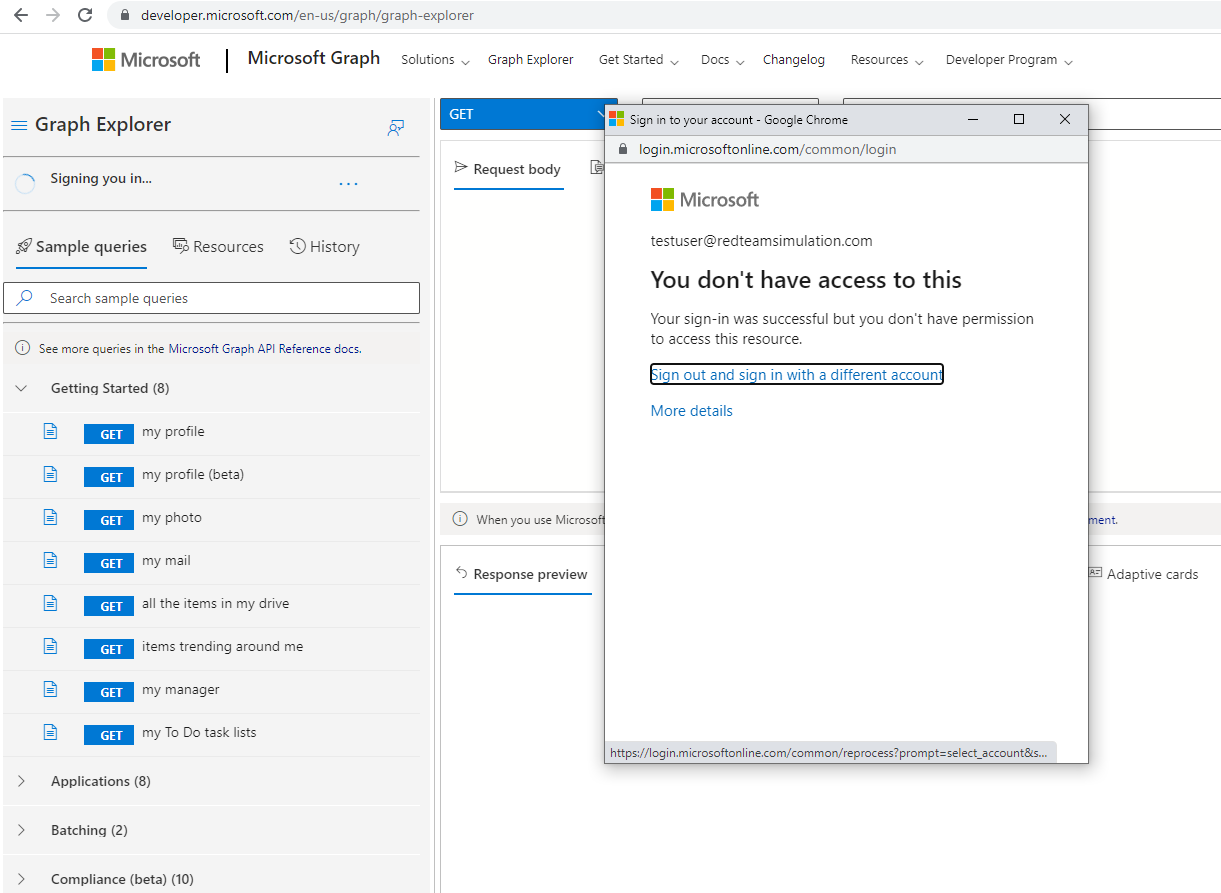 developer.microsoft.com/en-us/graph/graph-explorer
Microsoft
Microsoft Graph
Solutions
Graph Explorer
Get Started
Docs
Changelog
Resources
Developer Program
Graph Explorer
Signing you in...
...
Sample queries
Resources
History
Search sample queries
See more queries in the Microsoft Graph API Reference docs.
Getting Started (8)
GET my profile
GET my profile (beta)
GET my photo
GET my mail
GET all the items in my drive
GET items trending around me
GET my manager
GET my To Do task lists
Applications (8)
Batching (2)
Compliance (beta) (10)
GET
Request body
When you use Microsoft
ment.
Response preview
Adaptive cards
Sign in to your account - Google Chrome
login.microsoftonline.com/common/login
Microsoft
testuser@redteamsimulation.com
You don't have access to this
Your sign-in was successful but you don't have permission
to access this resource.
Sign out and sign in with a different account
More details
https://login.microsoftonline.com/common/reprocess?prompt=select_account&s...